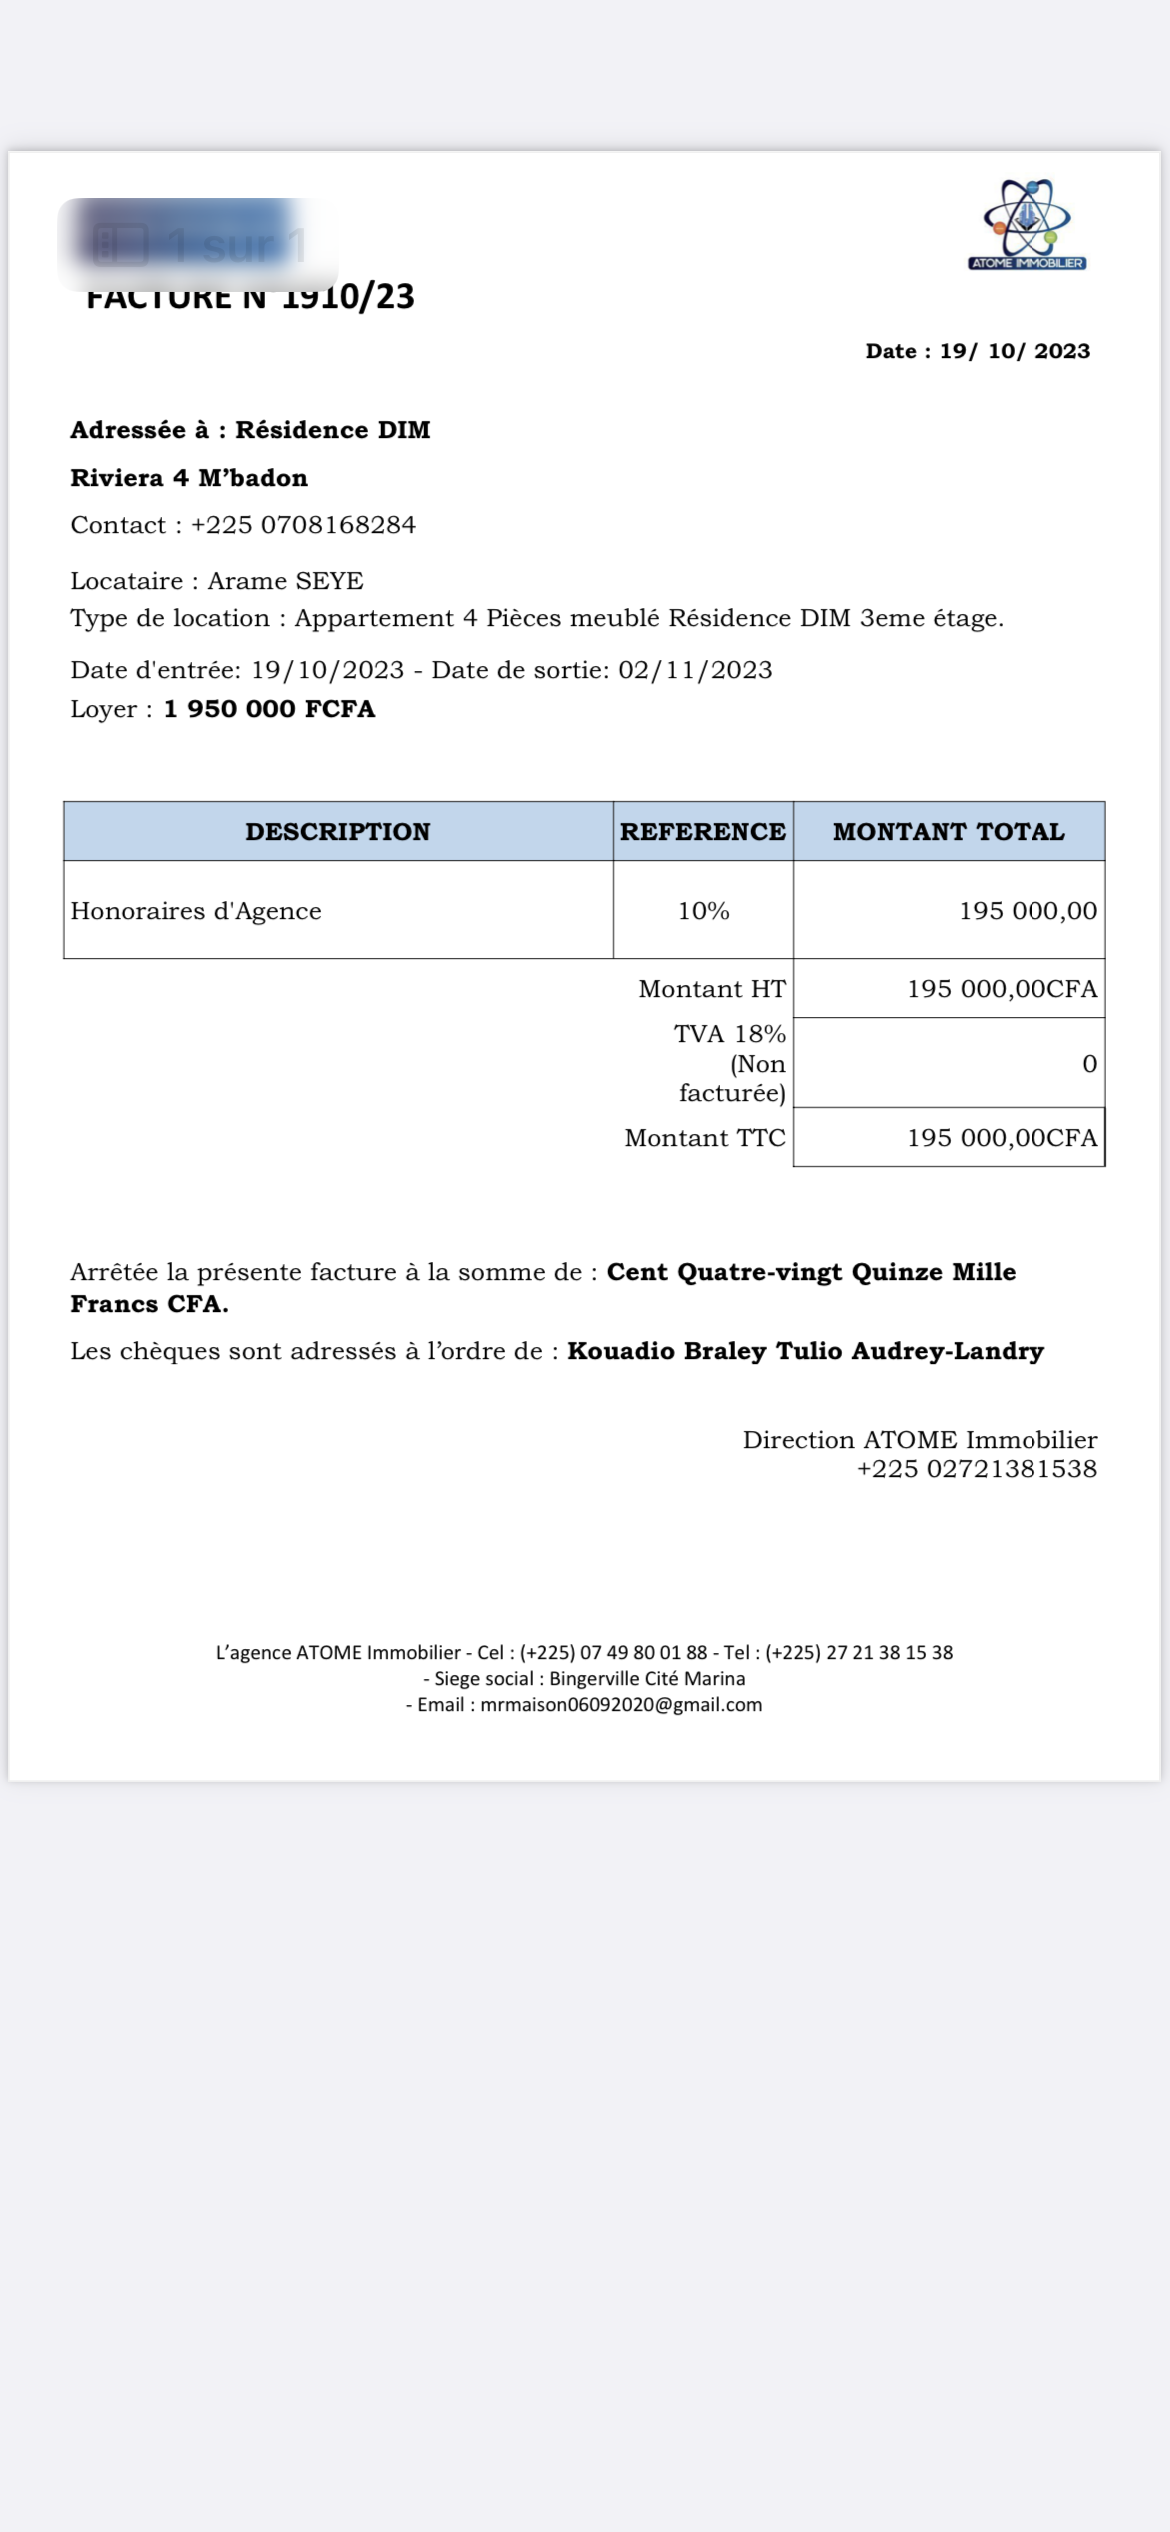 1 sur 1
ATOME IMMOBILIER
FACTURE N°1910/23
Date : 19/ 10/ 2023
Adressée à : Résidence DIM
Riviera 4 M’badon
Contact : +225 0708168284
Locataire : Arame SEYE
Type de location : Appartement 4 Pièces meublé Résidence DIM 3eme étage.
Date d'entrée: 19/10/2023 - Date de sortie: 02/11/2023
Loyer : 1 950 000 FCFA
DESCRIPTION REFERENCE MONTANT TOTAL
Honoraires d'Agence 10% 195 000,00
Montant HT 195 000,00CFA
TVA 18%
(Non 0
facturée)
Montant TTC 195 000,00CFA
Arrêtée la présente facture à la somme de : Cent Quatre-vingt Quinze Mille
Francs CFA.
Les chèques sont adressés à l’ordre de : Kouadio Braley Tulio Audrey-Landry
Direction ATOME Immobilier
+225 02721381538
L’agence ATOME Immobilier - Cel : (+225) 07 49 80 01 88 - Tel : (+225) 27 21 38 15 38
- Siege social : Bingerville Cité Marina
- Email : mrmaison06092020@gmail.com